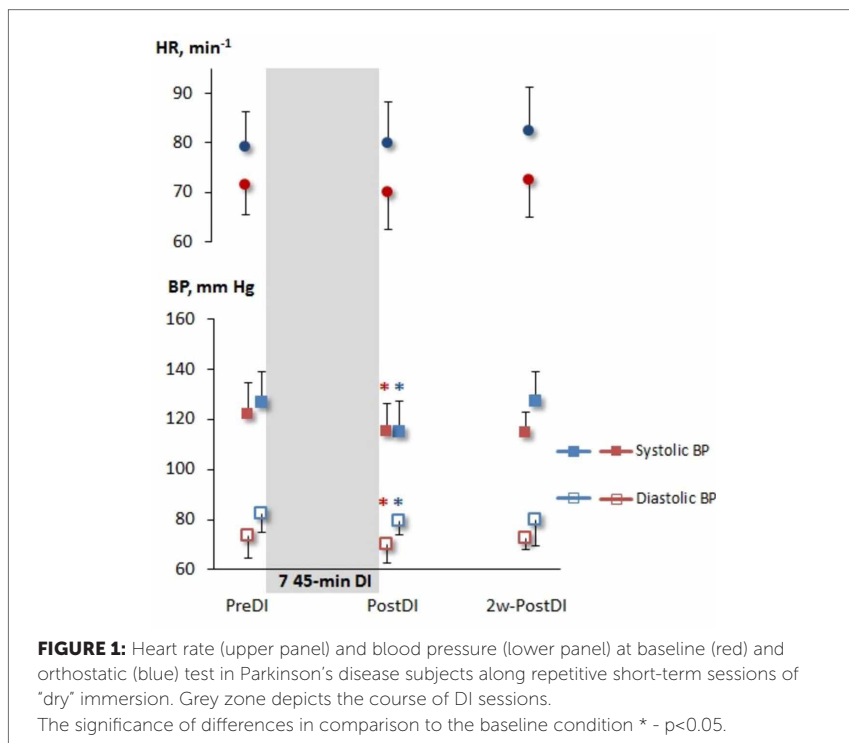 HR, min-1
90
80
70
60
BP, mm Hg
160
140
120
100
80
60
* *
* *
Systolic BP
Diastolic BP
7 45-min DI
PreDI PostDI 2w-PostDI
FIGURE 1: Heart rate (upper panel) and blood pressure (lower panel) at baseline (red) and
orthostatic (blue) test in Parkinson's disease subjects along repetitive short-term sessions of
"dry" immersion. Grey zone depicts the course of DI sessions.
The significance of differences in comparison to the baseline condition * - p<0.05.